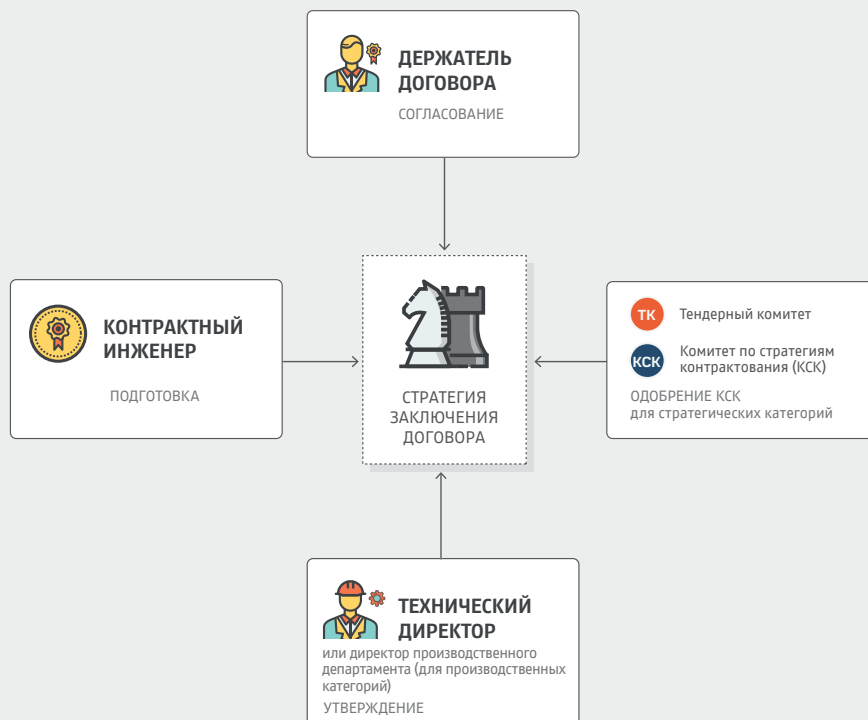 ДЕРЖАТЕЛЬ
ДОГОВОРА
СОГЛАСОВАНИЕ
КОНТРАКТНЫЙ
ИНЖЕНЕР
ПОДГОТОВКА
СТРАТЕГИЯ
ЗАКЛЮЧЕНИЯ
ДОГОВОРА
ТК Тендерный комитет
КСК Комитет по стратегиям
контрактования (КСК)
ОДОБРЕНИЕ КСК
для стратегических категорий
ТЕХНИЧЕСКИЙ
ДИРЕКТОР
или директор производственного
департамента (для производственных
категорий)
УТВЕРЖДЕНИЕ